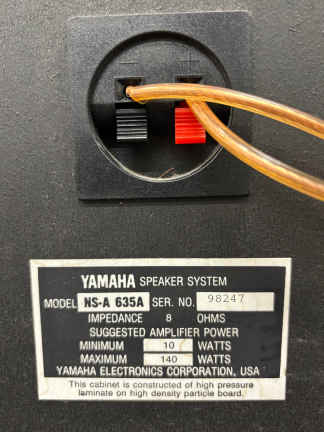 - +
YAMAHA SPEAKER SYSTEM
MODEL NS-A 635A SER. NO. 98247
IMPEDANCE 8 OHMS
SUGGESTED AMPLIFIER POWER
MINIMUM 10 WATTS
MAXIMUM 140 WATTS
YAMAHA ELECTRONICS CORPORATION, USA
This cabinet is constructed of high pressure
laminate on high density particle board.